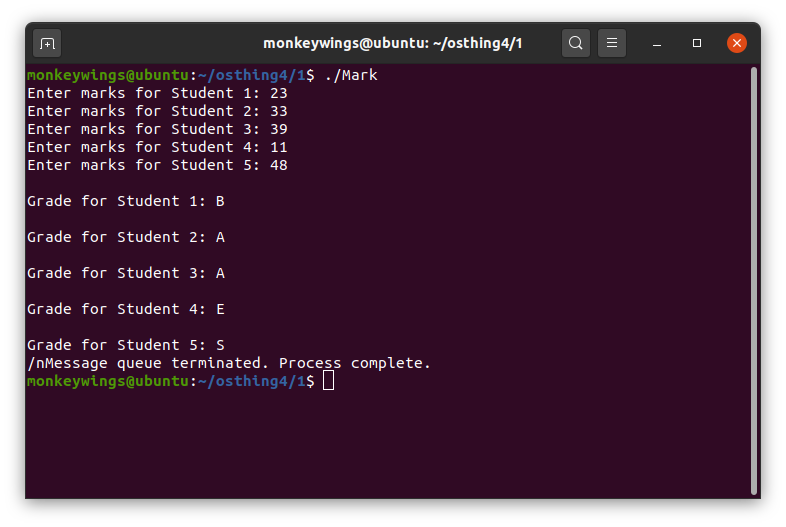 monkeywings@ubuntu: ~/osthing4/1
monkeywings@ubuntu:~/osthing4/1$ ./Mark
Enter marks for Student 1: 23
Enter marks for Student 2: 33
Enter marks for Student 3: 39
Enter marks for Student 4: 11
Enter marks for Student 5: 48
Grade for Student 1: B
Grade for Student 2: A
Grade for Student 3: A
Grade for Student 4: E
Grade for Student 5: S
/nMessage queue terminated. Process complete.
monkeywings@ubuntu:~/osthing4/1$